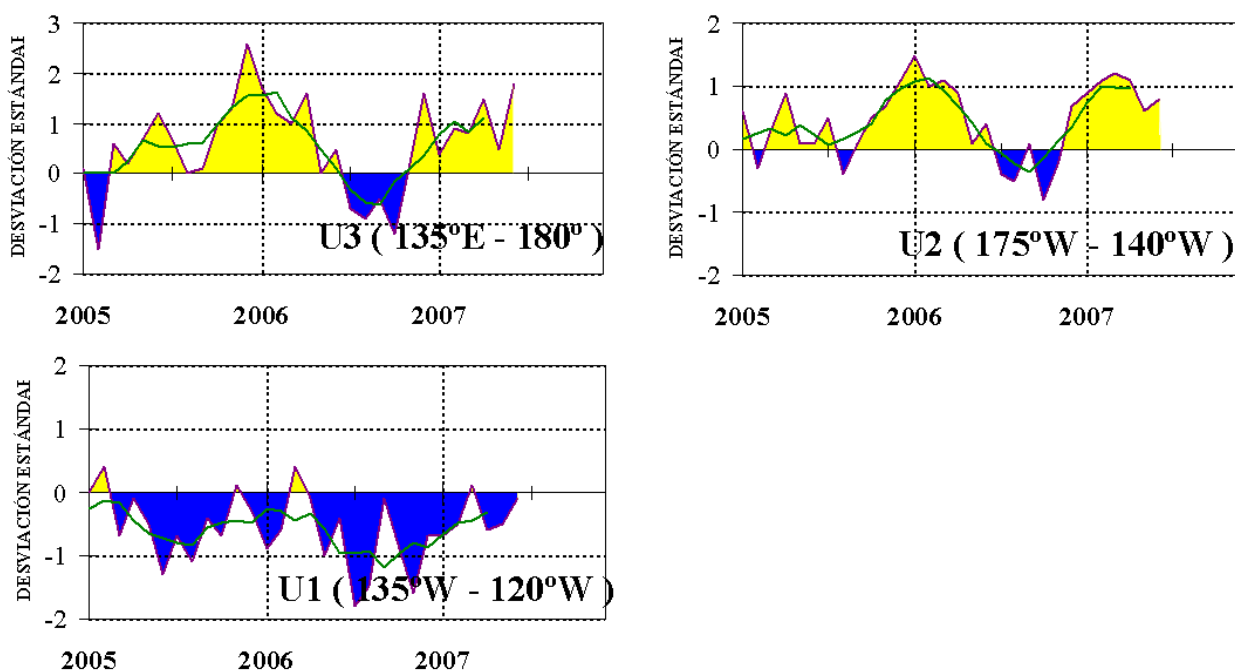 DESVIACIÓN ESTÁNDAI
3
2
1
0
-1
-2
U3 ( 135ºE - 180º )
2005 2006 2007
DESVIACIÓN ESTÁNDAI
2
1
0
-1
-2
U2 ( 175ºW - 140ºW )
2005 2006 2007
DESVIACIÓN ESTÁNDAI
2
1
0
-1
-2
U1 ( 135ºW - 120ºW )
2005 2006 2007